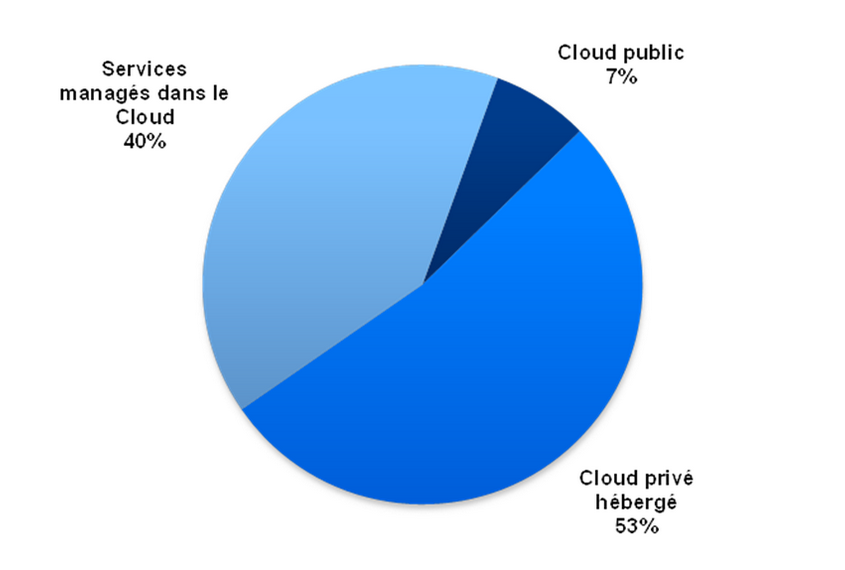 Cloud public
7%
Services
managés dans le
Cloud
40%
Cloud privé
hébergé
53%